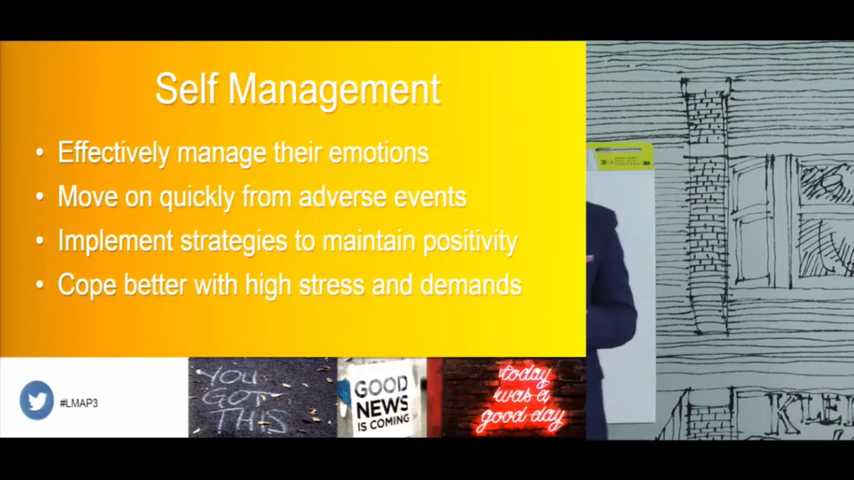 Self Management
• Effectively manage their emotions
• Move on quickly from adverse events
• Implement strategies to maintain positivity
• Cope better with high stress and demands
#LMAP3
YOU
GOT
THIS
GOOD
NEWS
IS COMING
today
was a
good day
3M